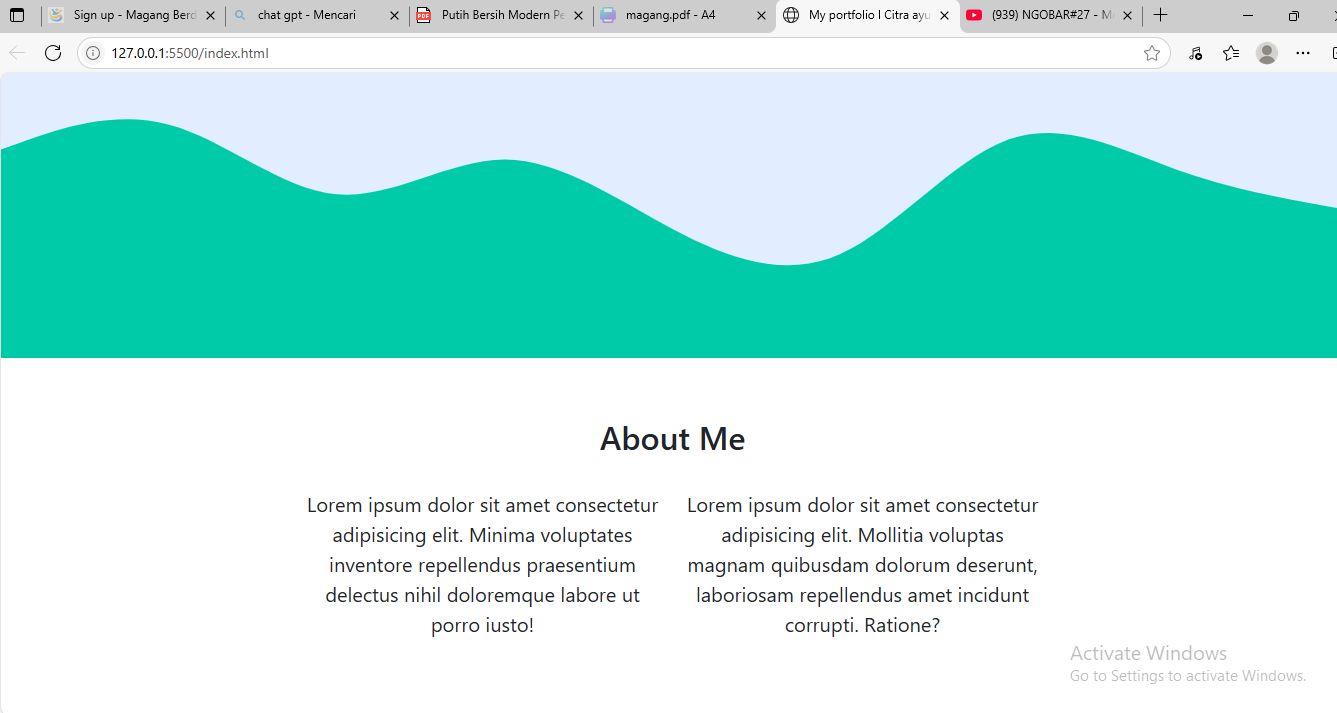 Sign up - Magang Berd
chat gpt - Mencari
PDF
Putih Bersih Modern Pe
magang.pdf - A4
My portfolio I Citra ayu
(939) NGOBAR#27 - M
127.0.0.1:5500/index.html
About Me
Lorem ipsum dolor sit amet consectetur
adipisicing elit. Minima voluptates
inventore repellendus praesentium
delectus nihil doloremque labore ut
porro iusto!
Lorem ipsum dolor sit amet consectetur
adipisicing elit. Mollitia voluptas
magnam quibusdam dolorum deserunt,
laboriosam repellendus amet incidunt
corrupti. Ratione?
Activate Windows
Go to Settings to activate Windows.